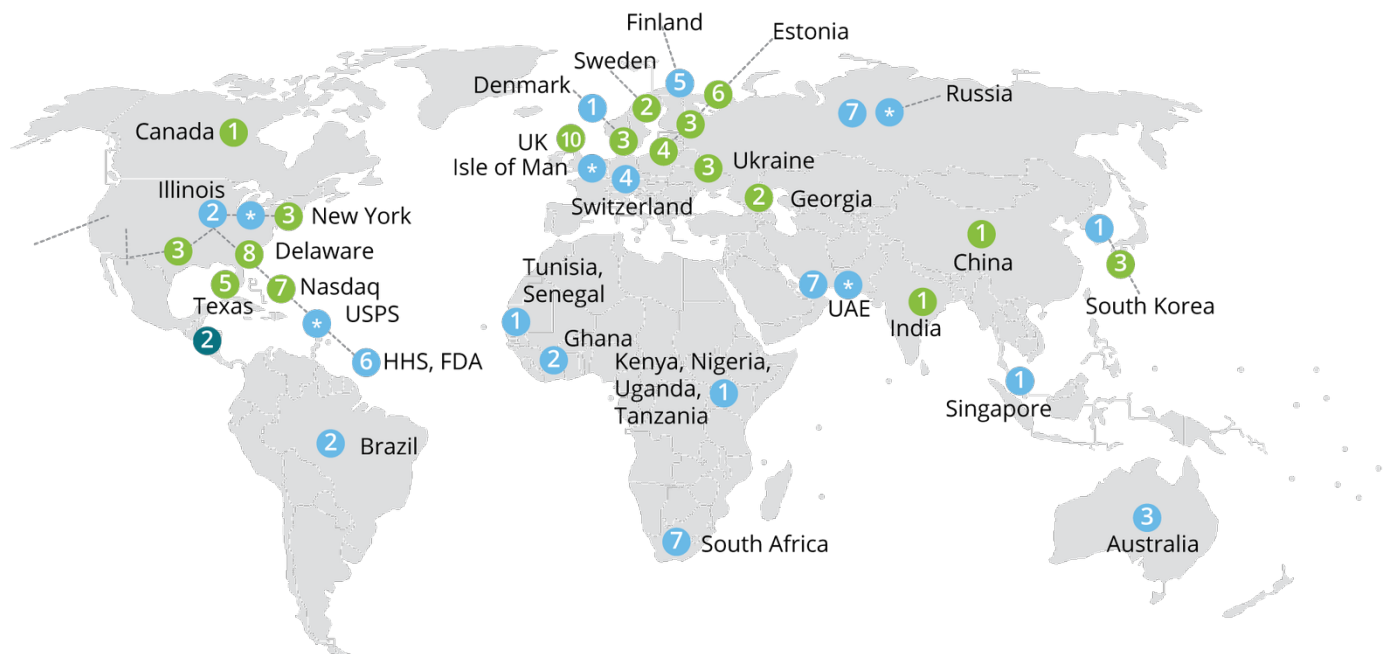 Finland
Estonia
Sweden
Denmark
5
6
Russia
1
2
7
*
Canada
1
3
UK
10
3
4
Isle of Man
*
4
3
Ukraine
Illinois
2
*
3
New York
Switzerland
2
Georgia
1
3
8
Delaware
1
China
3
South Korea
5
Texas
7
Nasdaq
USPS
*
Tunisia,
Senegal
1
7
*
UAE
1
India
2
6
HHS, FDA
Ghana
2
Kenya, Nigeria,
Uganda,
Tanzania
1
1
Singapore
2
Brazil
7
South Africa
3
Australia